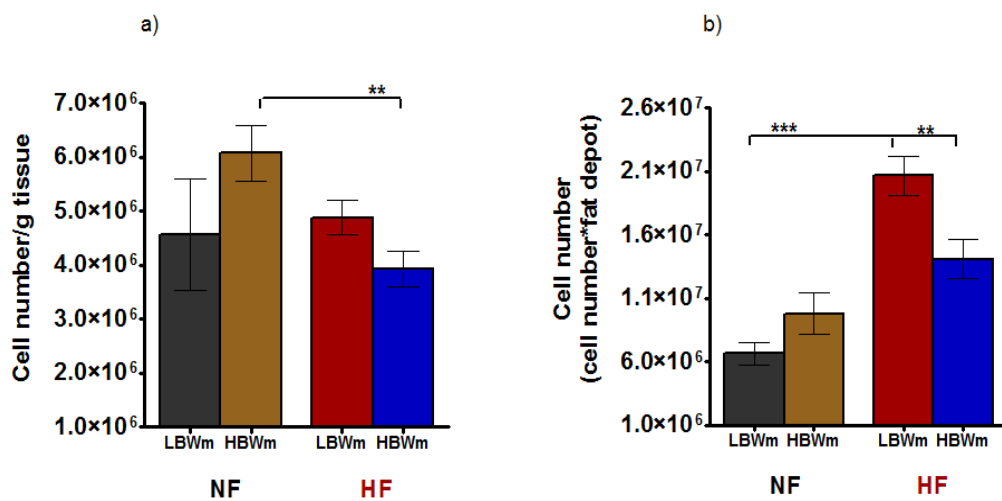 a)
Cell number/g tissue
7.0×10⁶
6.0×10⁶
5.0×10⁶
4.0×10⁶
3.0×10⁶
2.0×10⁶
1.0×10⁶
**
LBWm HBWm LBWm HBWm
NF HF
b)
Cell number
(cell number*fat depot)
2.6×10⁷
2.1×10⁷
1.6×10⁷
1.1×10⁷
6.0×10⁶
1.0×10⁶
*** **
LBWm HBWm LBWm HBWm
NF HF